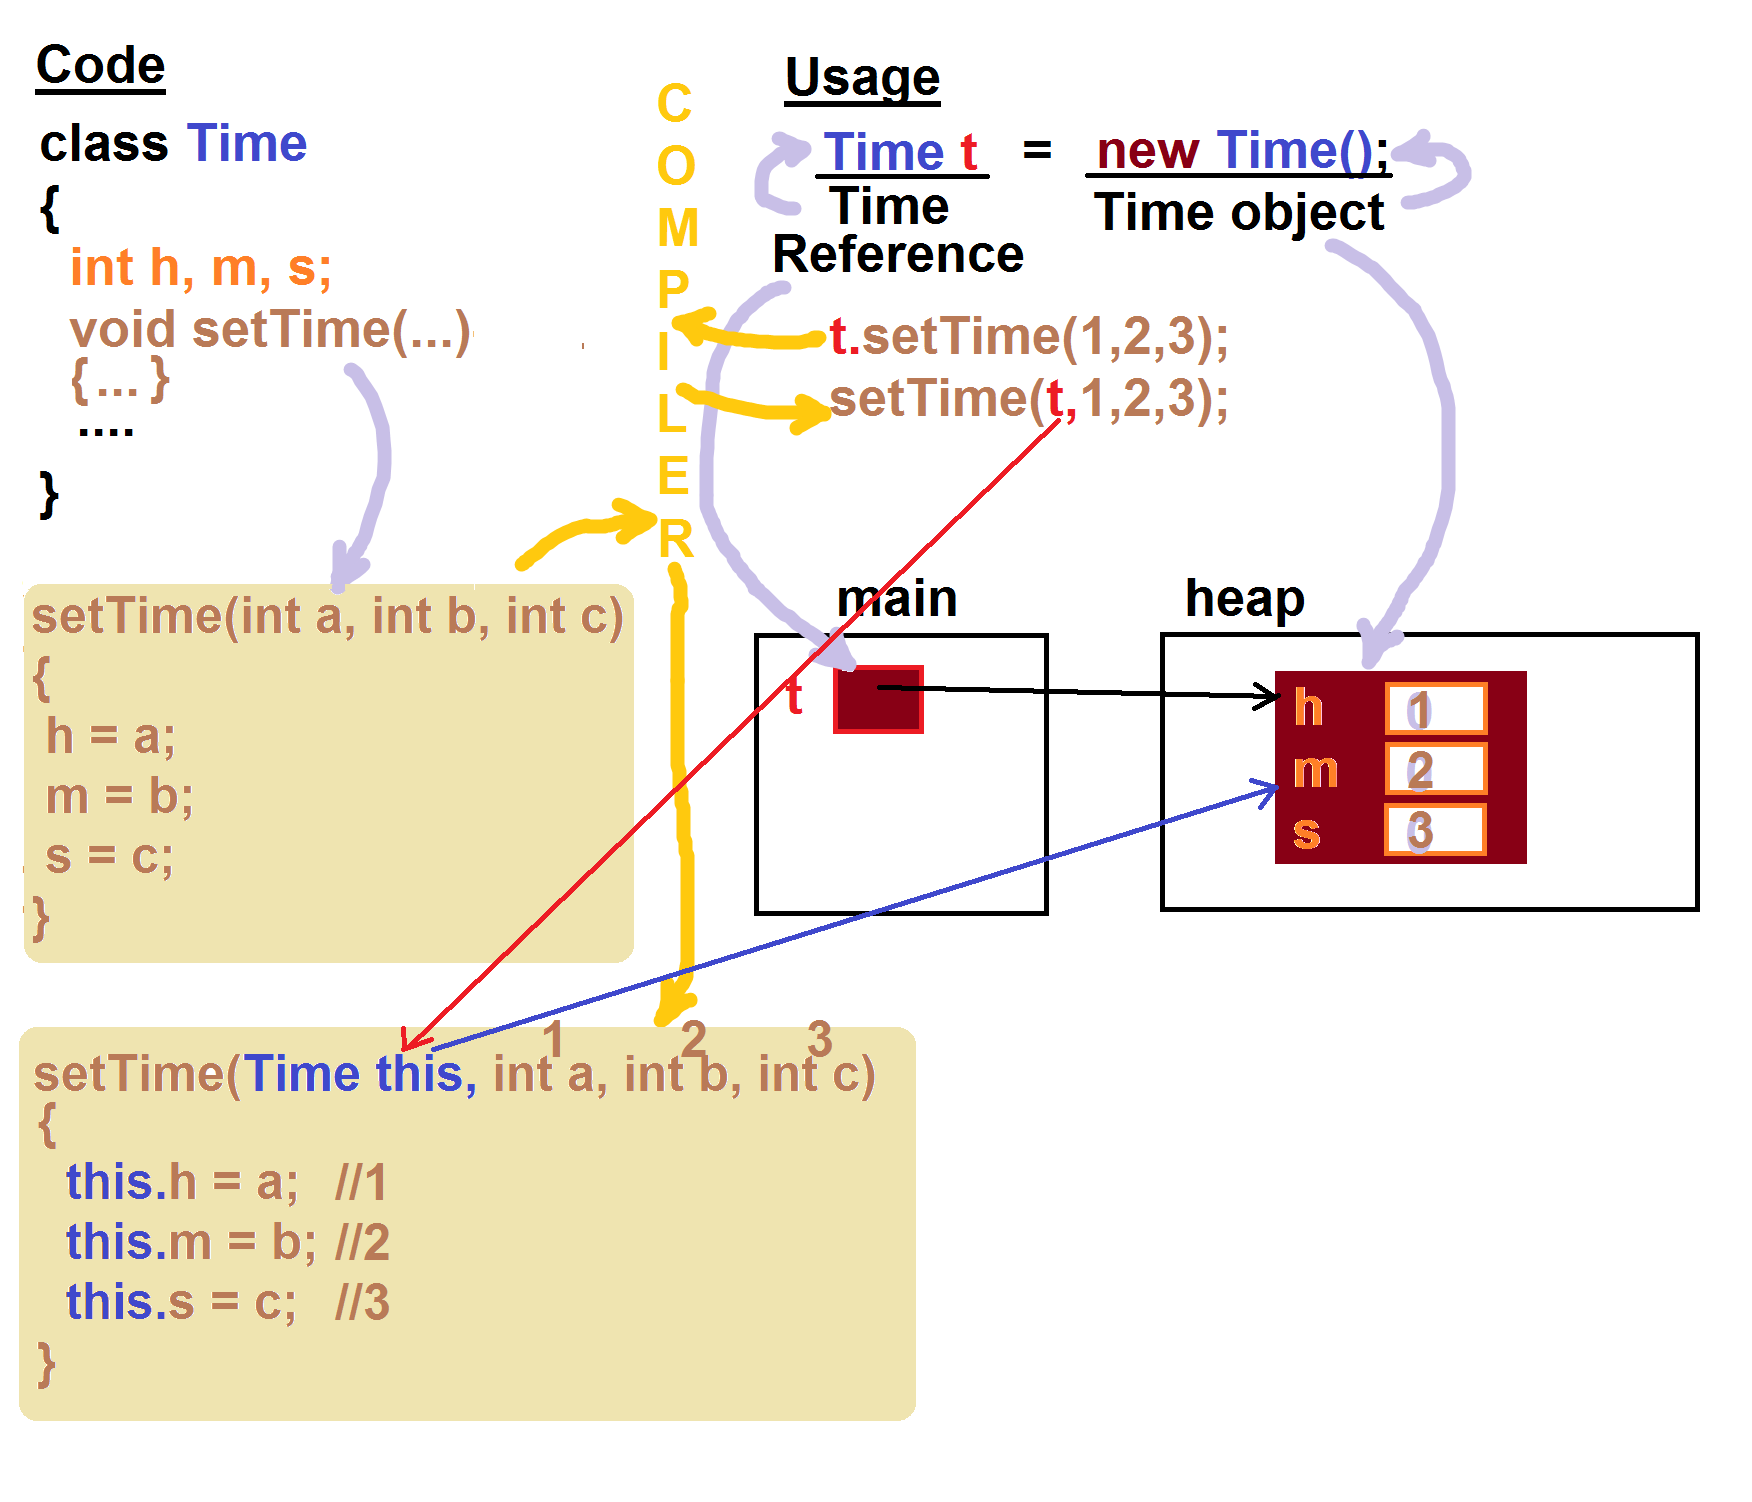 Code
class Time
{
int h, m, s;
void setTime(...)
{ ... }
....
}
setTime(int a, int b, int c)
{
h = a;
m = b;
s = c;
}
COMPILER
Usage
Time t = new Time();
Time Reference
Time object
t.setTime(1,2,3);
setTime(t,1,2,3);
main
t
heap
h 1
m 2
s 3
1 2 3
setTime(Time this, int a, int b, int c)
{
this.h = a; //1
this.m = b; //2
this.s = c; //3
}